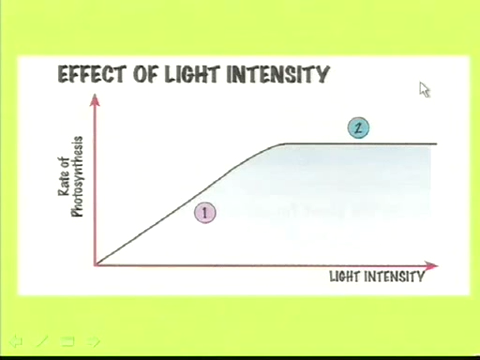 EFFECT OF LIGHT INTENSITY
Rate of
Photosynthesis
1
2
LIGHT INTENSITY